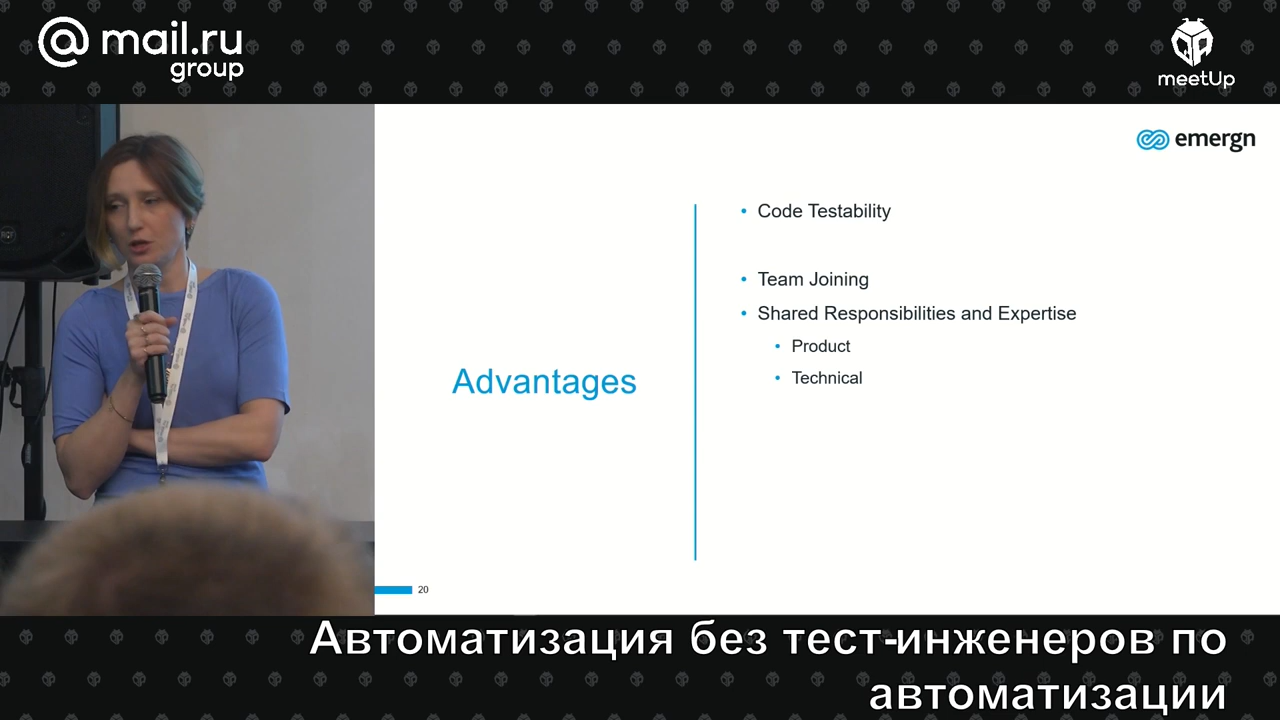 @mail.ru
group
meetUp
emergn
• Code Testability
• Team Joining
• Shared Responsibilities and Expertise
• Product
• Technical
Advantages
20
Автоматизация без тест-инженеров по
автоматизации